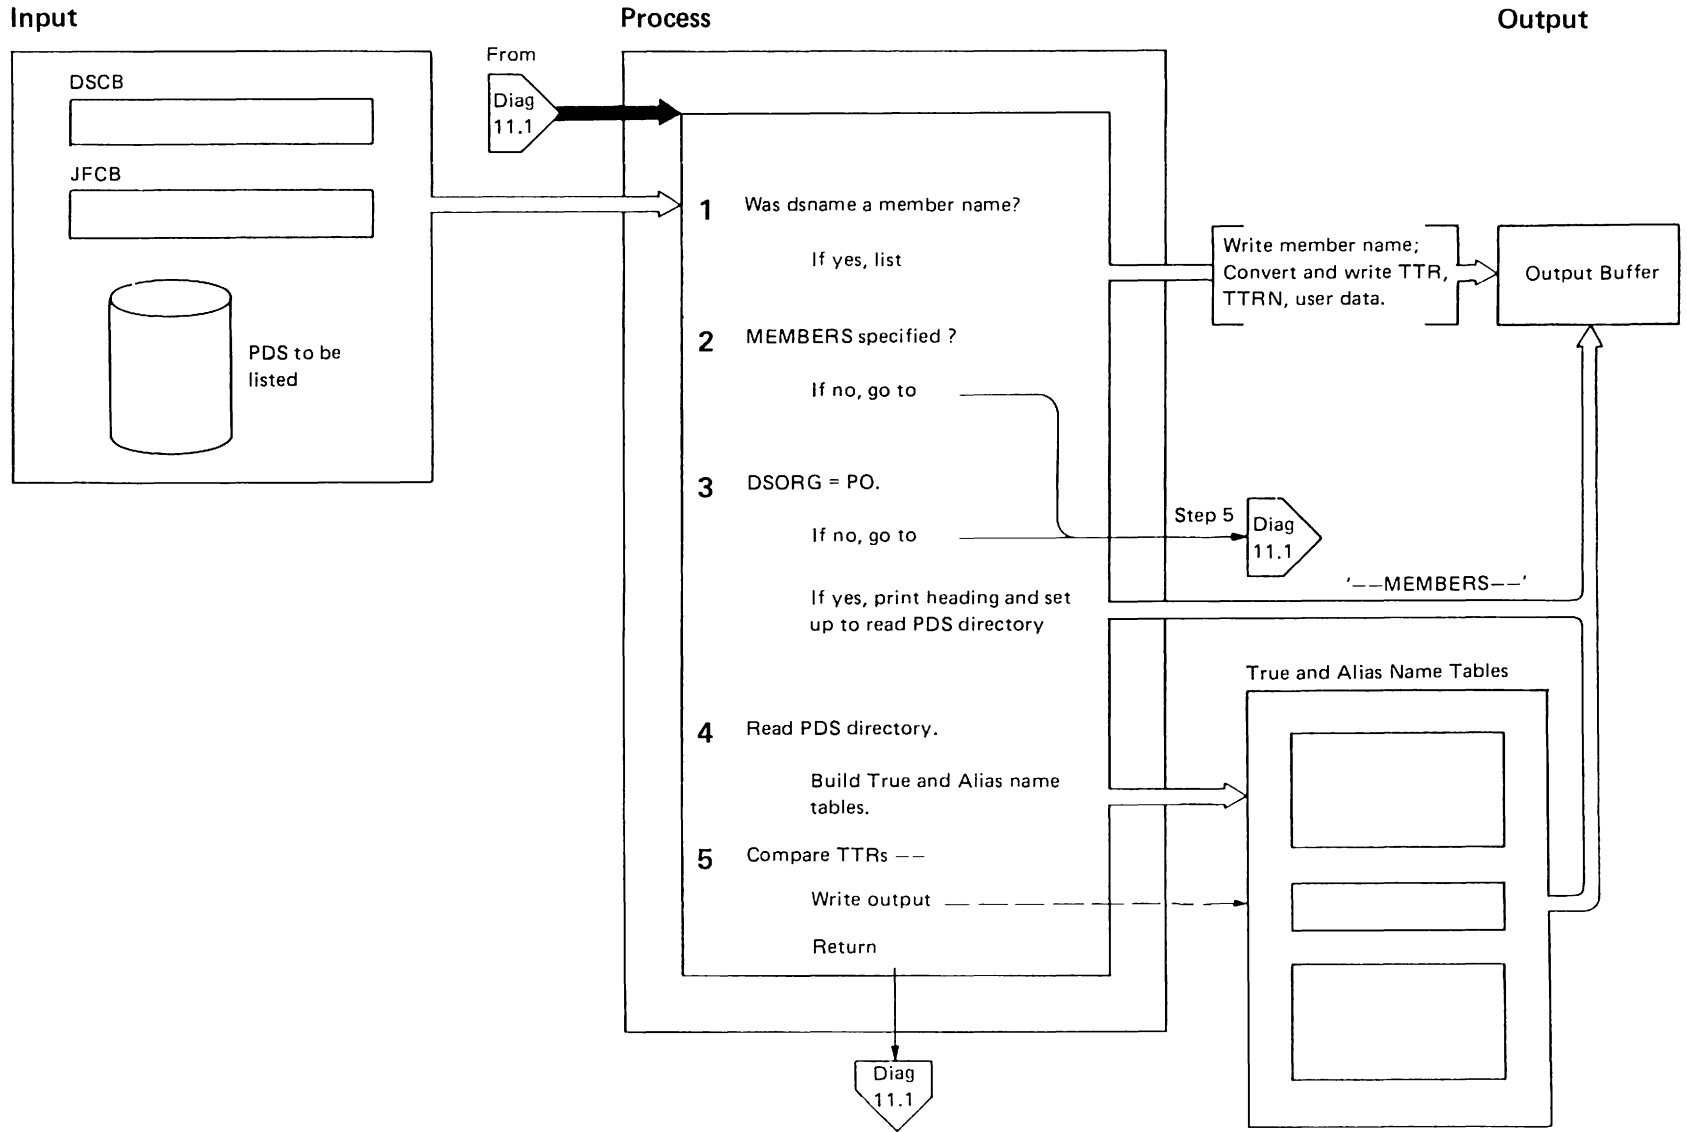 Input
Process
Output
DSCB
JFCB
PDS to be
listed
From
Diag
11.1
1 Was dsname a member name?
If yes, list
Write member name;
Convert and write TTR,
TTRN, user data.
Output Buffer
2 MEMBERS specified ?
If no, go to
3 DSORG = PO.
If no, go to
Step 5
Diag
11.1
If yes, print heading and set
up to read PDS directory
'——MEMBERS——'
True and Alias Name Tables
4 Read PDS directory.
Build True and Alias name
tables.
5 Compare TTRs ——
Write output
Return
Diag
11.1